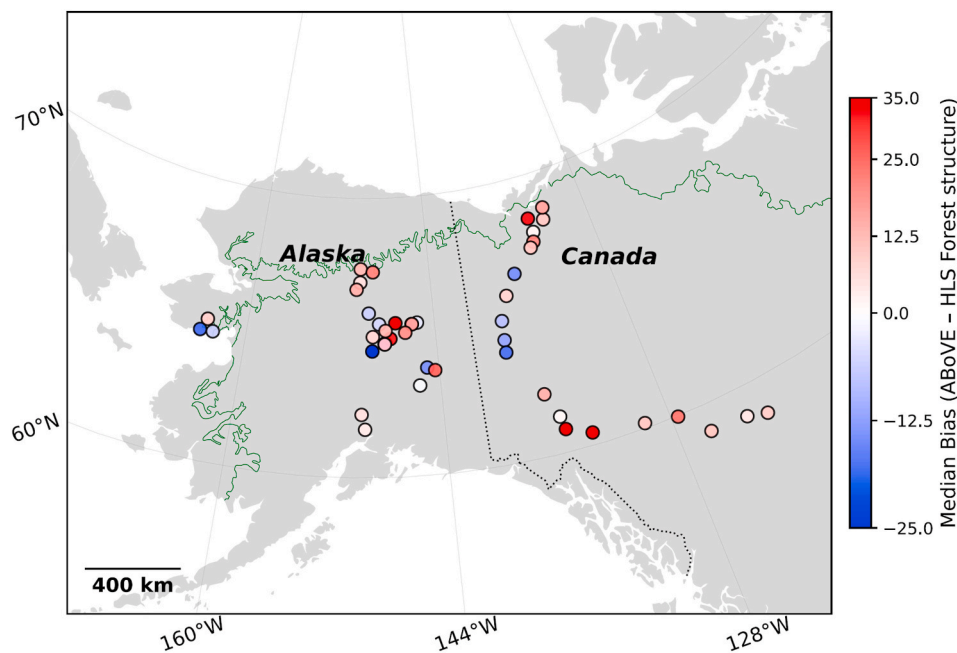 70°N
60°N
160°W
144°W
128°W
Alaska
Canada
400 km
35.0
25.0
12.5
0.0
−12.5
−25.0
Median Bias (ABoVE − HLS Forest structure)